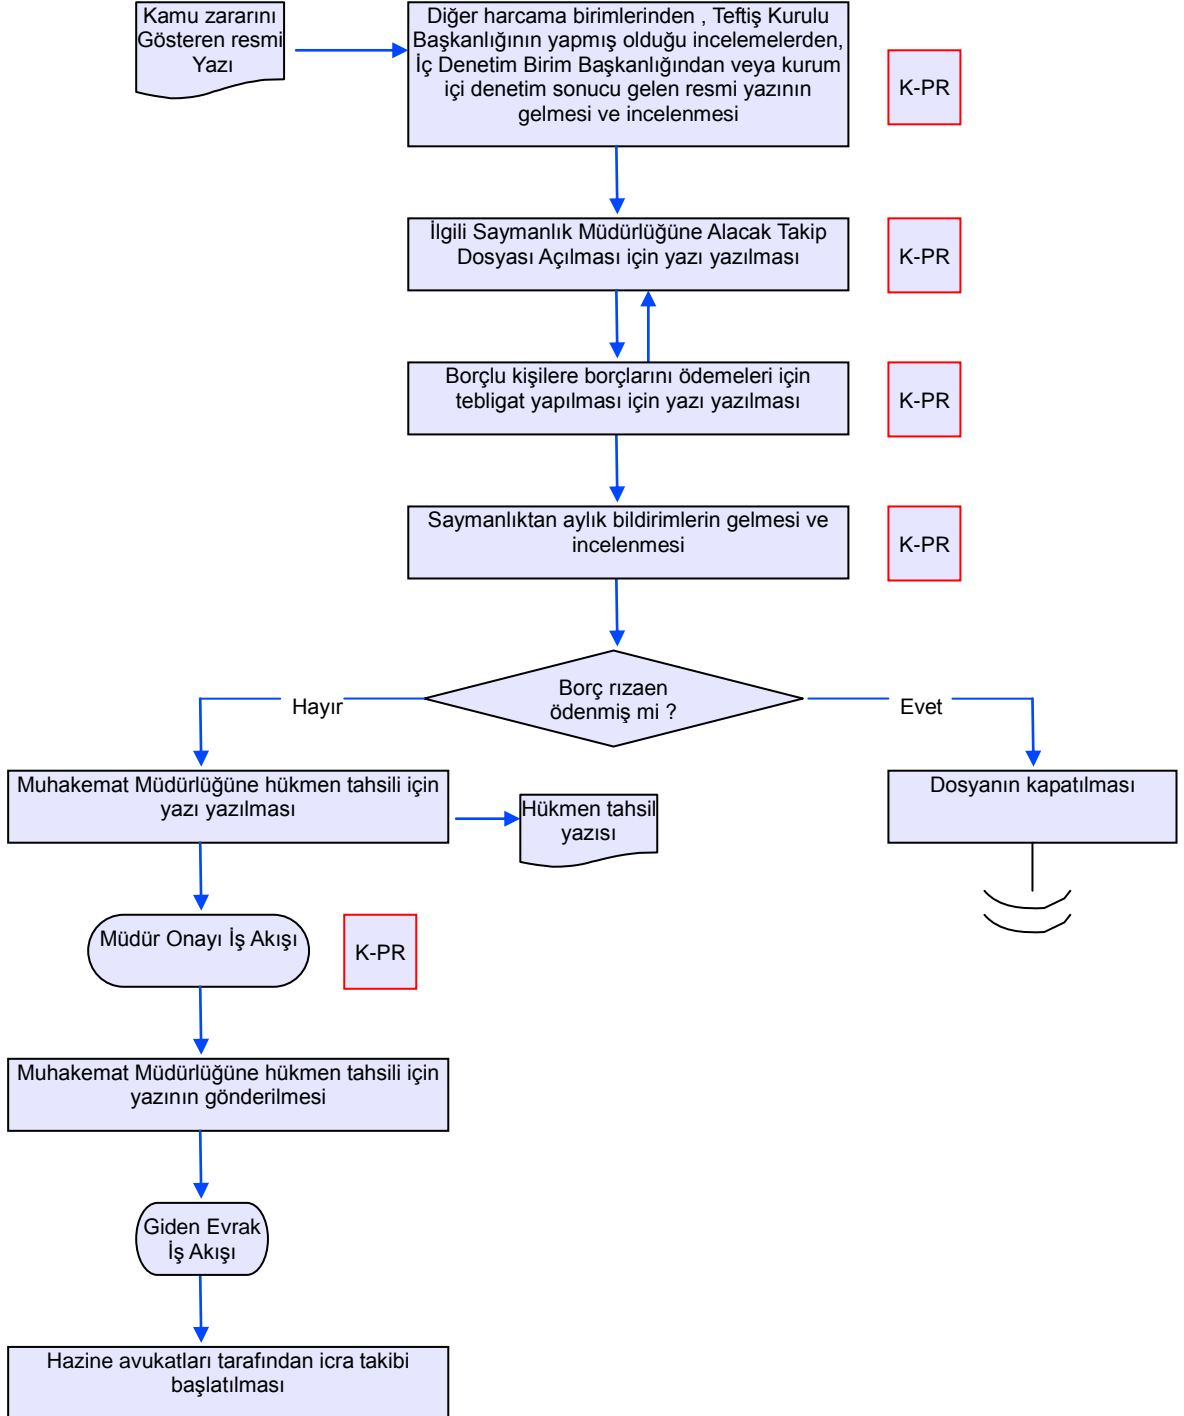 Kamu zararını
Gösteren resmi
Yazı
Diğer harcama birimlerinden , Teftiş Kurulu
Başkanlığının yapmış olduğu incelemelerden,
İç Denetim Birim Başkanlığından veya kurum
içi denetim sonucu gelen resmi yazının
gelmesi ve incelenmesi
K-PR
İlgili Saymanlık Müdürlüğüne Alacak Takip
Dosyası Açılması için yazı yazılması
K-PR
Borçlu kişilere borçlarını ödemeleri için
tebligat yapılması için yazı yazılması
K-PR
Saymanlıktan aylık bildirimlerin gelmesi ve
incelenmesi
K-PR
Borç rızaen
ödenmiş mi ?
Hayır
Evet
Muhakemat Müdürlüğüne hükmen tahsili için
yazı yazılması
Hükmen tahsil
yazısı
Dosyanın kapatılması
Müdür Onayı İş Akışı
K-PR
Muhakemat Müdürlüğüne hükmen tahsili için
yazının gönderilmesi
Giden Evrak
İş Akışı
Hazine avukatları tarafından icra takibi
başlatılması